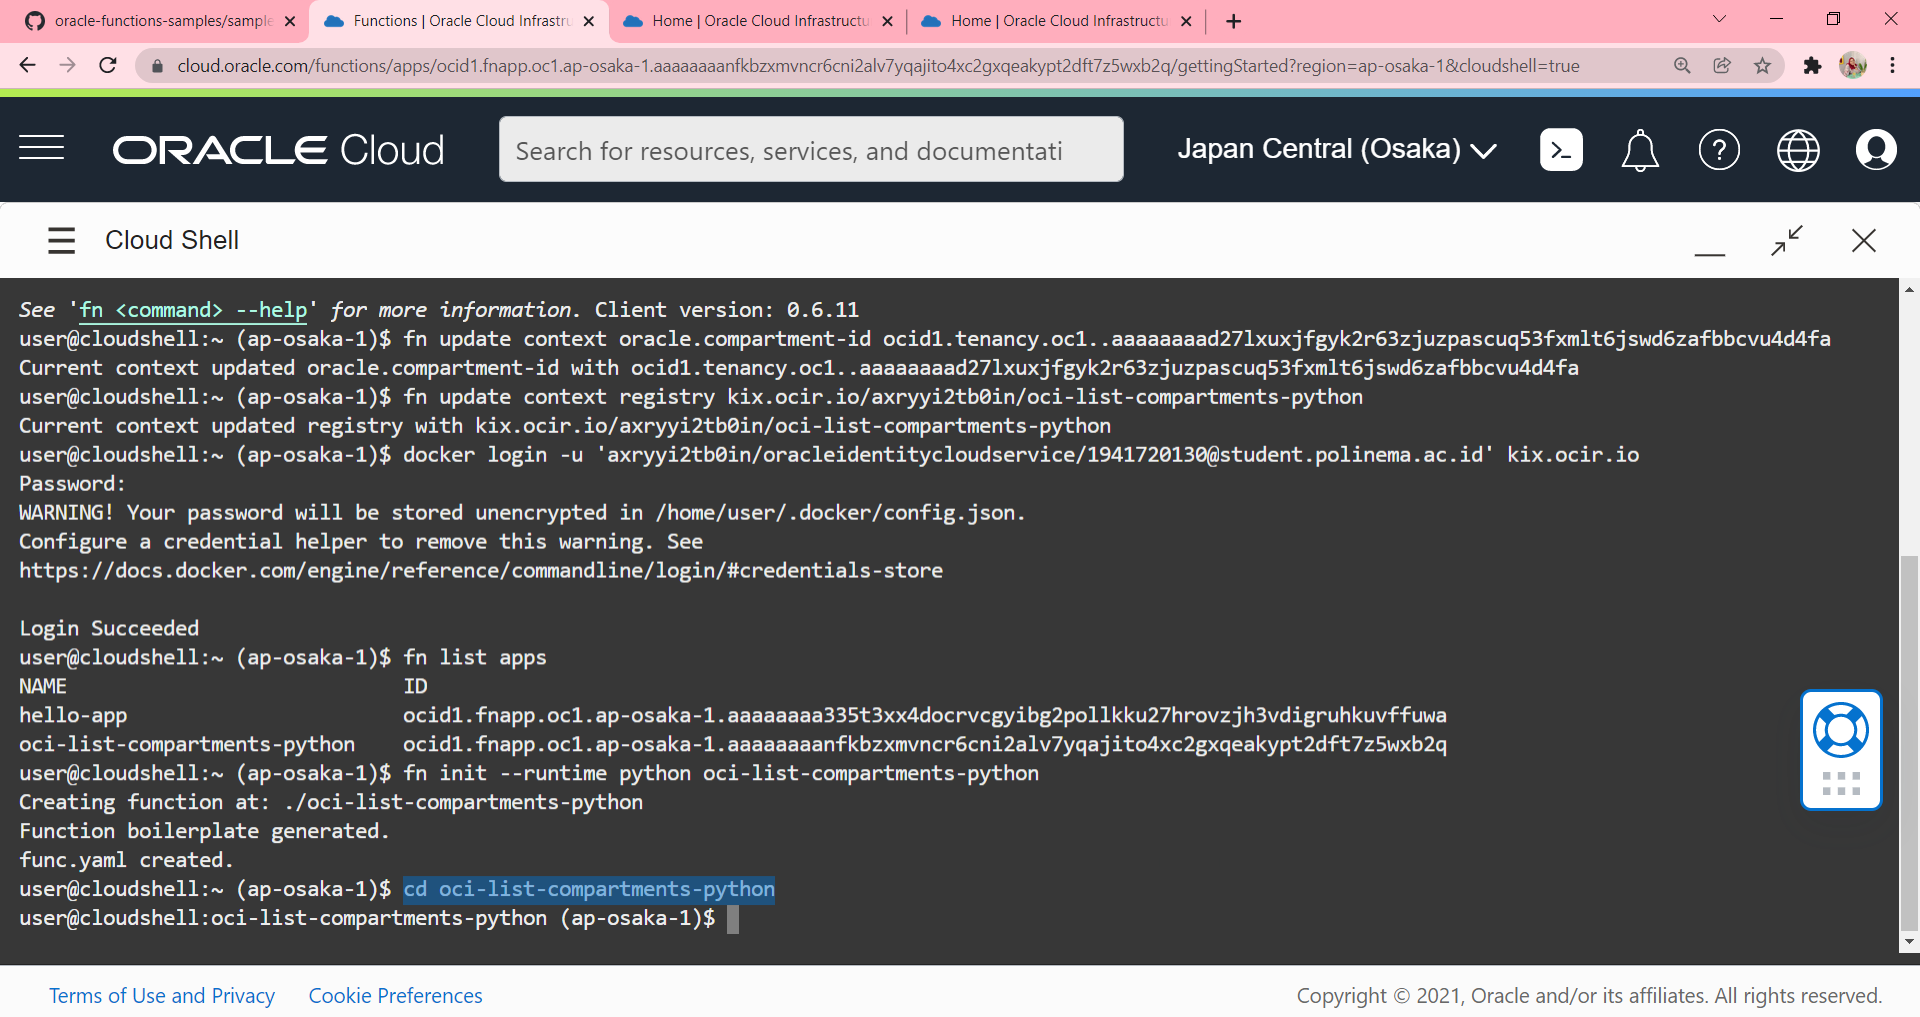 oracle-functions-samples/sample
Functions | Oracle Cloud Infrastru
Home | Oracle Cloud Infrastructu
Home | Oracle Cloud Infrastructu
cloud.oracle.com/functions/apps/ocid1.fnapp.oc1.ap-osaka-1.aaaaaaaanfkbzxmvncr6cni2alv7yqajito4xc2gxqeakypt2dft7z5wxb2q/gettingStarted?region=ap-osaka-1&cloudshell=true
ORACLE Cloud
Search for resources, services, and documentati
Japan Central (Osaka)
Cloud Shell
See 'fn <command> --help' for more information. Client version: 0.6.11
user@cloudshell:~ (ap-osaka-1)$ fn update context oracle.compartment-id ocid1.tenancy.oc1..aaaaaaaad27lxuxjfgyk2r63zjuzpascuq53fxmlt6jswd6zafbbcvu4d4fa
Current context updated oracle.compartment-id with ocid1.tenancy.oc1..aaaaaaaad27lxuxjfgyk2r63zjuzpascuq53fxmlt6jswd6zafbbcvu4d4fa
user@cloudshell:~ (ap-osaka-1)$ fn update context registry kix.ocir.io/axryyi2tb0in/oci-list-compartments-python
Current context updated registry with kix.ocir.io/axryyi2tb0in/oci-list-compartments-python
user@cloudshell:~ (ap-osaka-1)$ docker login -u 'axryyi2tb0in/oracleidentitycloudservice/1941720130@student.polinema.ac.id' kix.ocir.io
Password:
WARNING! Your password will be stored unencrypted in /home/user/.docker/config.json.
Configure a credential helper to remove this warning. See
https://docs.docker.com/engine/reference/commandline/login/#credentials-store
Login Succeeded
user@cloudshell:~ (ap-osaka-1)$ fn list apps
NAME ID
hello-app ocid1.fnapp.oc1.ap-osaka-1.aaaaaaaa335t3xx4docrvcgyibg2pollkku27hrovzjh3vdigruhkuvffuwa
oci-list-compartments-python ocid1.fnapp.oc1.ap-osaka-1.aaaaaaaanfkbzxmvncr6cni2alv7yqajito4xc2gxqeakypt2dft7z5wxb2q
user@cloudshell:~ (ap-osaka-1)$ fn init --runtime python oci-list-compartments-python
Creating function at: ./oci-list-compartments-python
Function boilerplate generated.
func.yaml created.
user@cloudshell:~ (ap-osaka-1)$ cd oci-list-compartments-python
user@cloudshell:oci-list-compartments-python (ap-osaka-1)$
Terms of Use and Privacy
Cookie Preferences
Copyright © 2021, Oracle and/or its affiliates. All rights reserved.